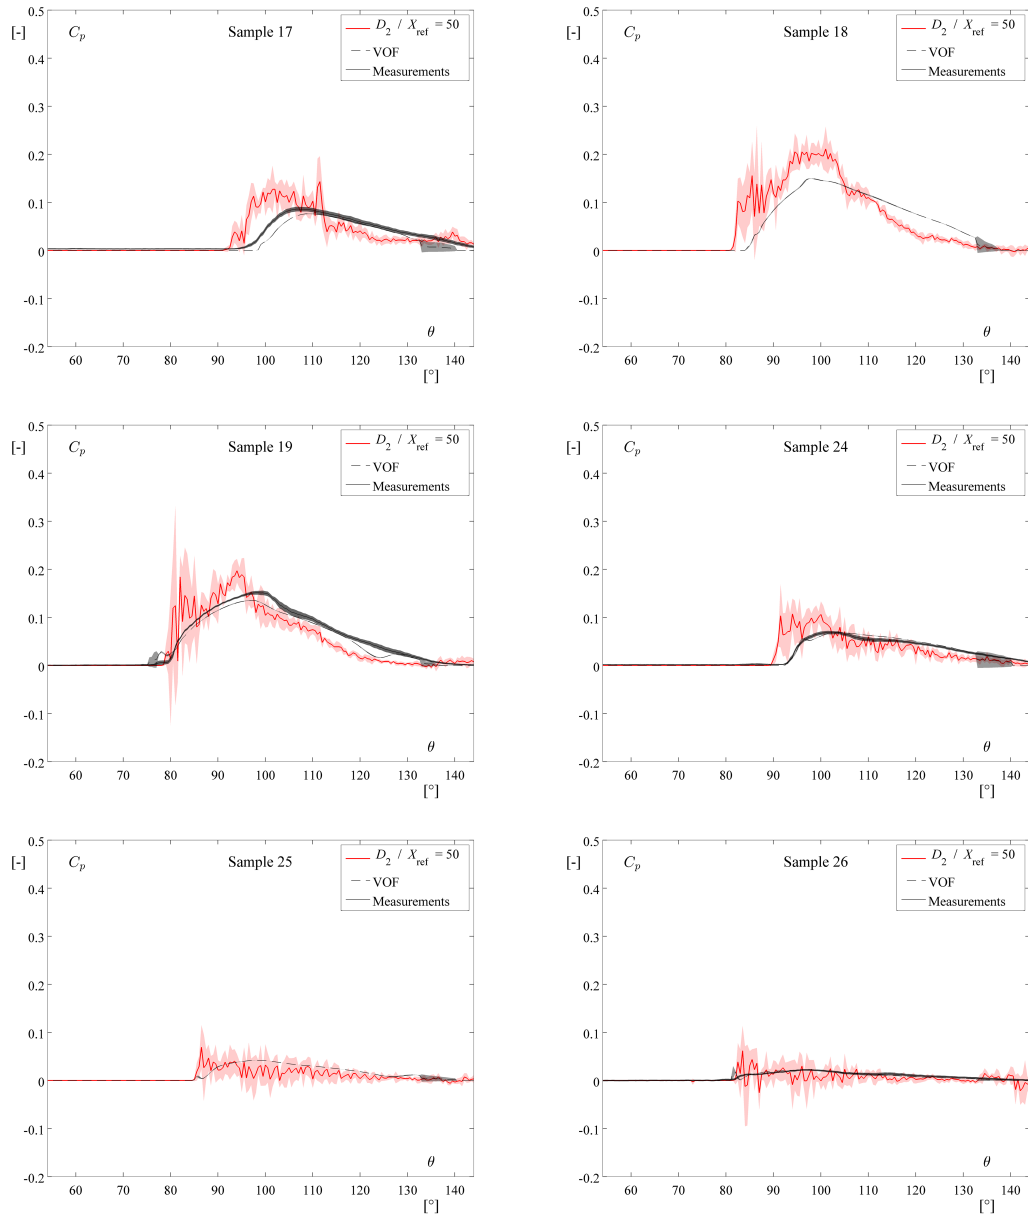 0.5
[-] C_p Sample 17 D_2 / X_ref = 50
VOF
Measurements
0.4
0.3
0.2
0.1
0
-0.1
-0.2
θ
60 70 80 90 100 110 120 130 140
[°]
0.5
[-] C_p Sample 18 D_2 / X_ref = 50
VOF
Measurements
0.4
0.3
0.2
0.1
0
-0.1
-0.2
θ
60 70 80 90 100 110 120 130 140
[°]
0.5
[-] C_p Sample 19 D_2 / X_ref = 50
VOF
Measurements
0.4
0.3
0.2
0.1
0
-0.1
-0.2
θ
60 70 80 90 100 110 120 130 140
[°]
0.5
[-] C_p Sample 24 D_2 / X_ref = 50
VOF
Measurements
0.4
0.3
0.2
0.1
0
-0.1
-0.2
θ
60 70 80 90 100 110 120 130 140
[°]
0.5
[-] C_p Sample 25 D_2 / X_ref = 50
VOF
Measurements
0.4
0.3
0.2
0.1
0
-0.1
-0.2
θ
60 70 80 90 100 110 120 130 140
[°]
0.5
[-] C_p Sample 26 D_2 / X_ref = 50
VOF
Measurements
0.4
0.3
0.2
0.1
0
-0.1
-0.2
θ
60 70 80 90 100 110 120 130 140
[°]